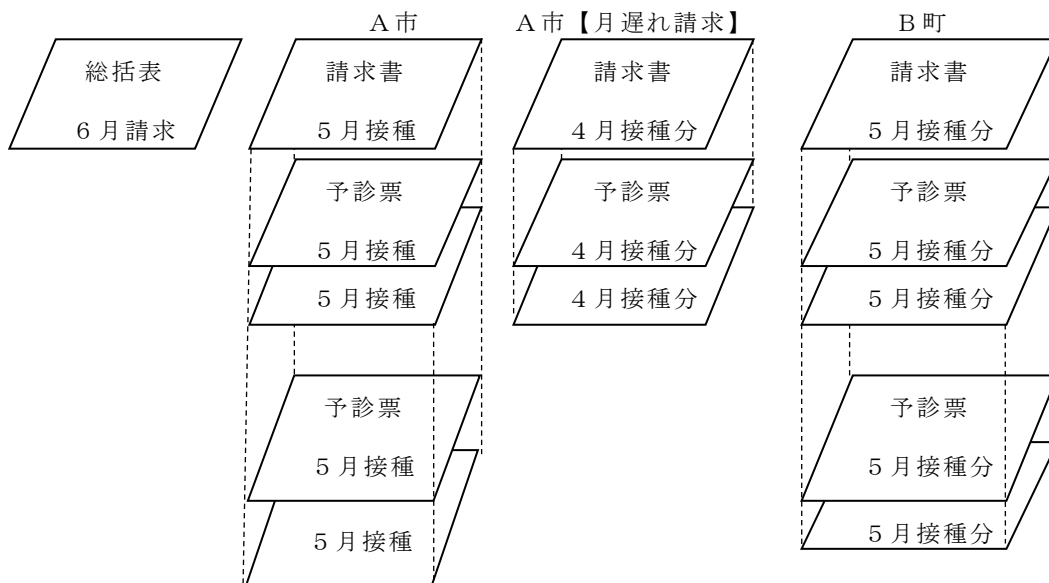 Ａ市
Ａ市【月遅れ請求】
Ｂ町
総括表
６月請求
請求書
５月接種
予診票
５月接種
５月接種
予診票
５月接種
５月接種
請求書
４月接種分
予診票
４月接種分
４月接種分
請求書
５月接種分
予診票
５月接種分
５月接種分
予診票
５月接種分
５月接種分